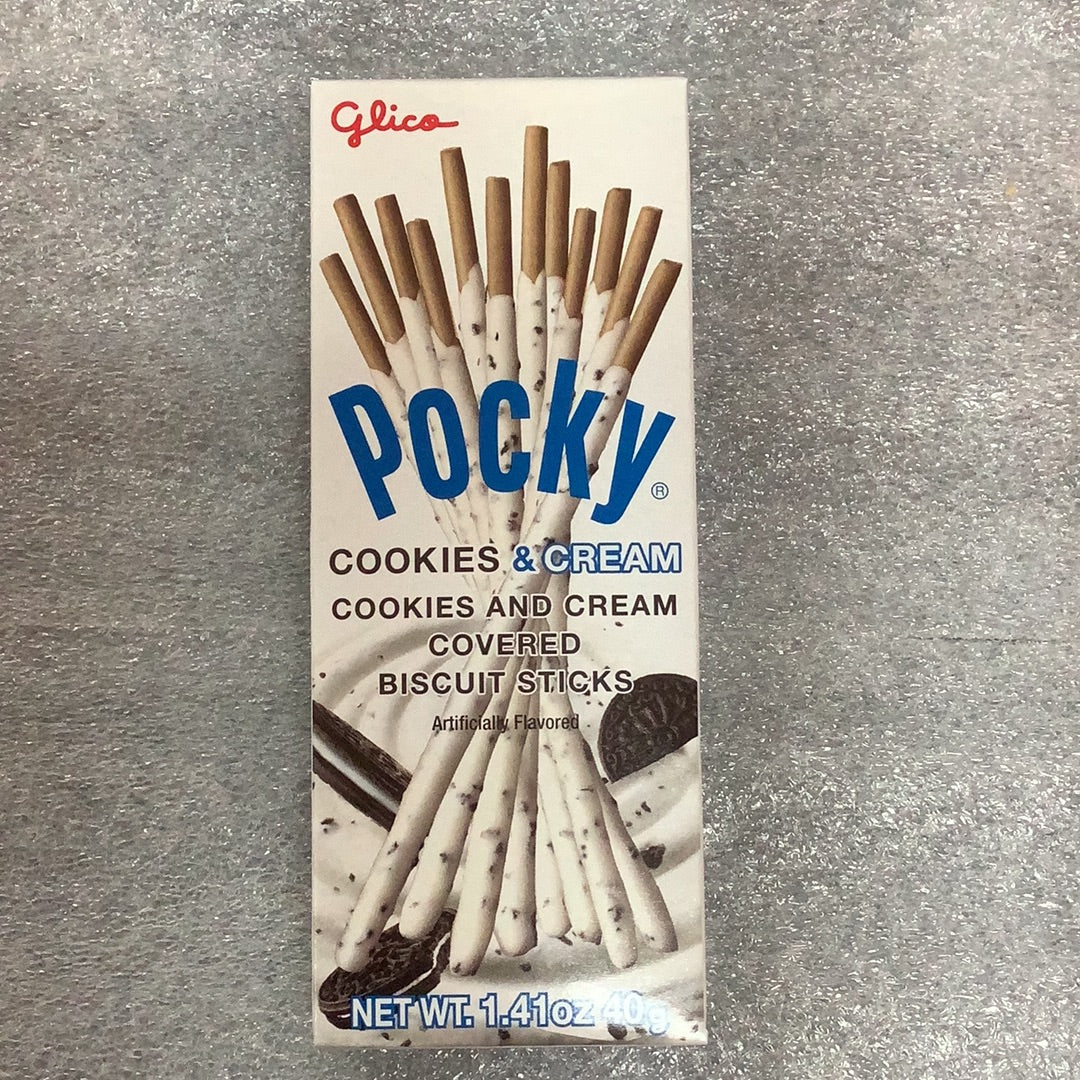 Glico
Pocky®
COOKIES & CREAM
COOKIES AND CREAM
COVERED
BISCUIT STICKS
Artificially Flavored
NET WT. 1.41oz 40g